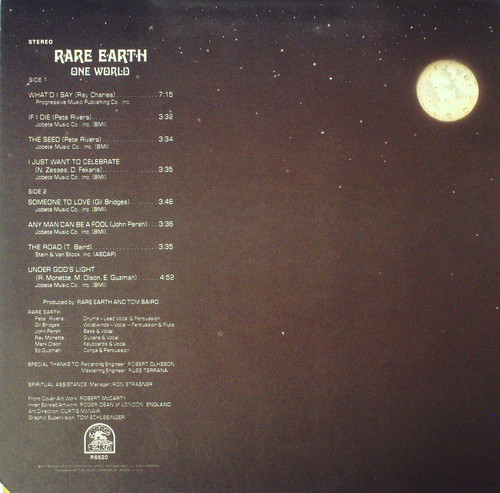 STEREO
RARE EARTH
ONE WORLD
SIDE 1
WHAT'D I SAY (Ray Charles) . . . . . . . . . . . 7:15
Progressive Music Publishing Co., Inc.
IF I DIE (Pete Rivera) . . . . . . . . . . . . . . . . 3:32
Jobete Music Co., Inc. (BMI)
THE SEED (Pete Rivera) . . . . . . . . . . . . . 3:34
Jobete Music Co., Inc. (BMI)
I JUST WANT TO CELEBRATE
(N. Zesses, D. Fekaris) . . . . . . . . . . . . . 3:35
Jobete Music Co., Inc. (BMI)
SIDE 2
SOMEONE TO LOVE (Gil Bridges) . . . . . . . 3:46
Jobete Music Co., Inc. (BMI)
ANY MAN CAN BE A FOOL (John Persh) . . 3:36
Jobete Music Co., Inc. (BMI)
THE ROAD (T. Baird) . . . . . . . . . . . . . . . . 3:35
Stein & Van Stock, Inc. (ASCAP)
UNDER GOD'S LIGHT
(R. Monette, M. Olson, E. Guzman) . . . . . . 4:52
Jobete Music Co., Inc. (BMI)
Produced by: RARE EARTH AND TOM BAIRD
RARE EARTH
Pete Rivera Drums – Lead Vocal & Percussion
Gil Bridges Woodwinds – Vocal – Percussion & Flute
John Persh Bass & Vocal
Ray Monette Guitars & Vocal
Mark Olson Keyboards & Vocal
Ed Guzman Conga & Percussion
SPECIAL THANKS TO: Recording Engineer: ROBERT OLHSSON
Mastering Engineer: RUSS TERRANA
SPIRITUAL ASSISTANCE: Manager, RON STRASNER
Front Cover Art Work: ROBERT McCARTY
Inner Spread Artwork: ROGER DEAN of LONDON, ENGLAND
Art Direction: CURTIS McNAIR
Graphic Supervision: TOM SCHLESINGER
RS520